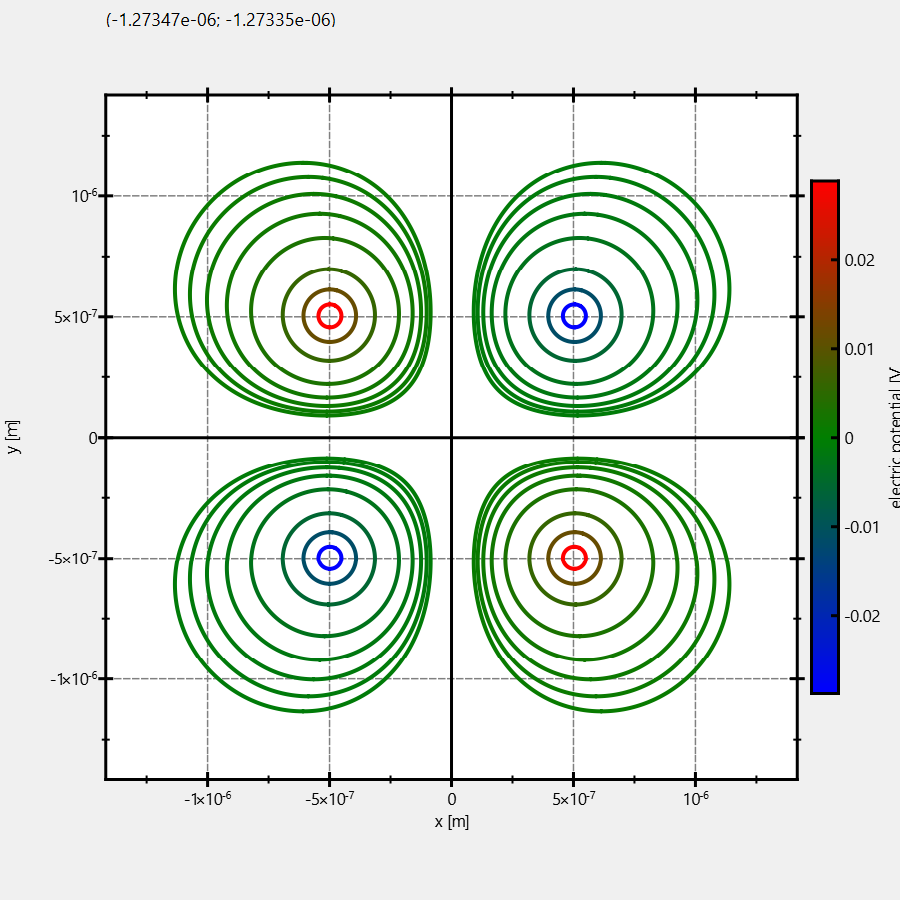 (-1.27347e-06; -1.27335e-06)
10⁻⁶
5×10⁻⁷
0
-5×10⁻⁷
-1×10⁻⁶
y [m]
-1×10⁻⁶ -5×10⁻⁷ 0 5×10⁻⁷ 10⁻⁶
x [m]
0.02
0.01
0
-0.01
-0.02
electric potential [V